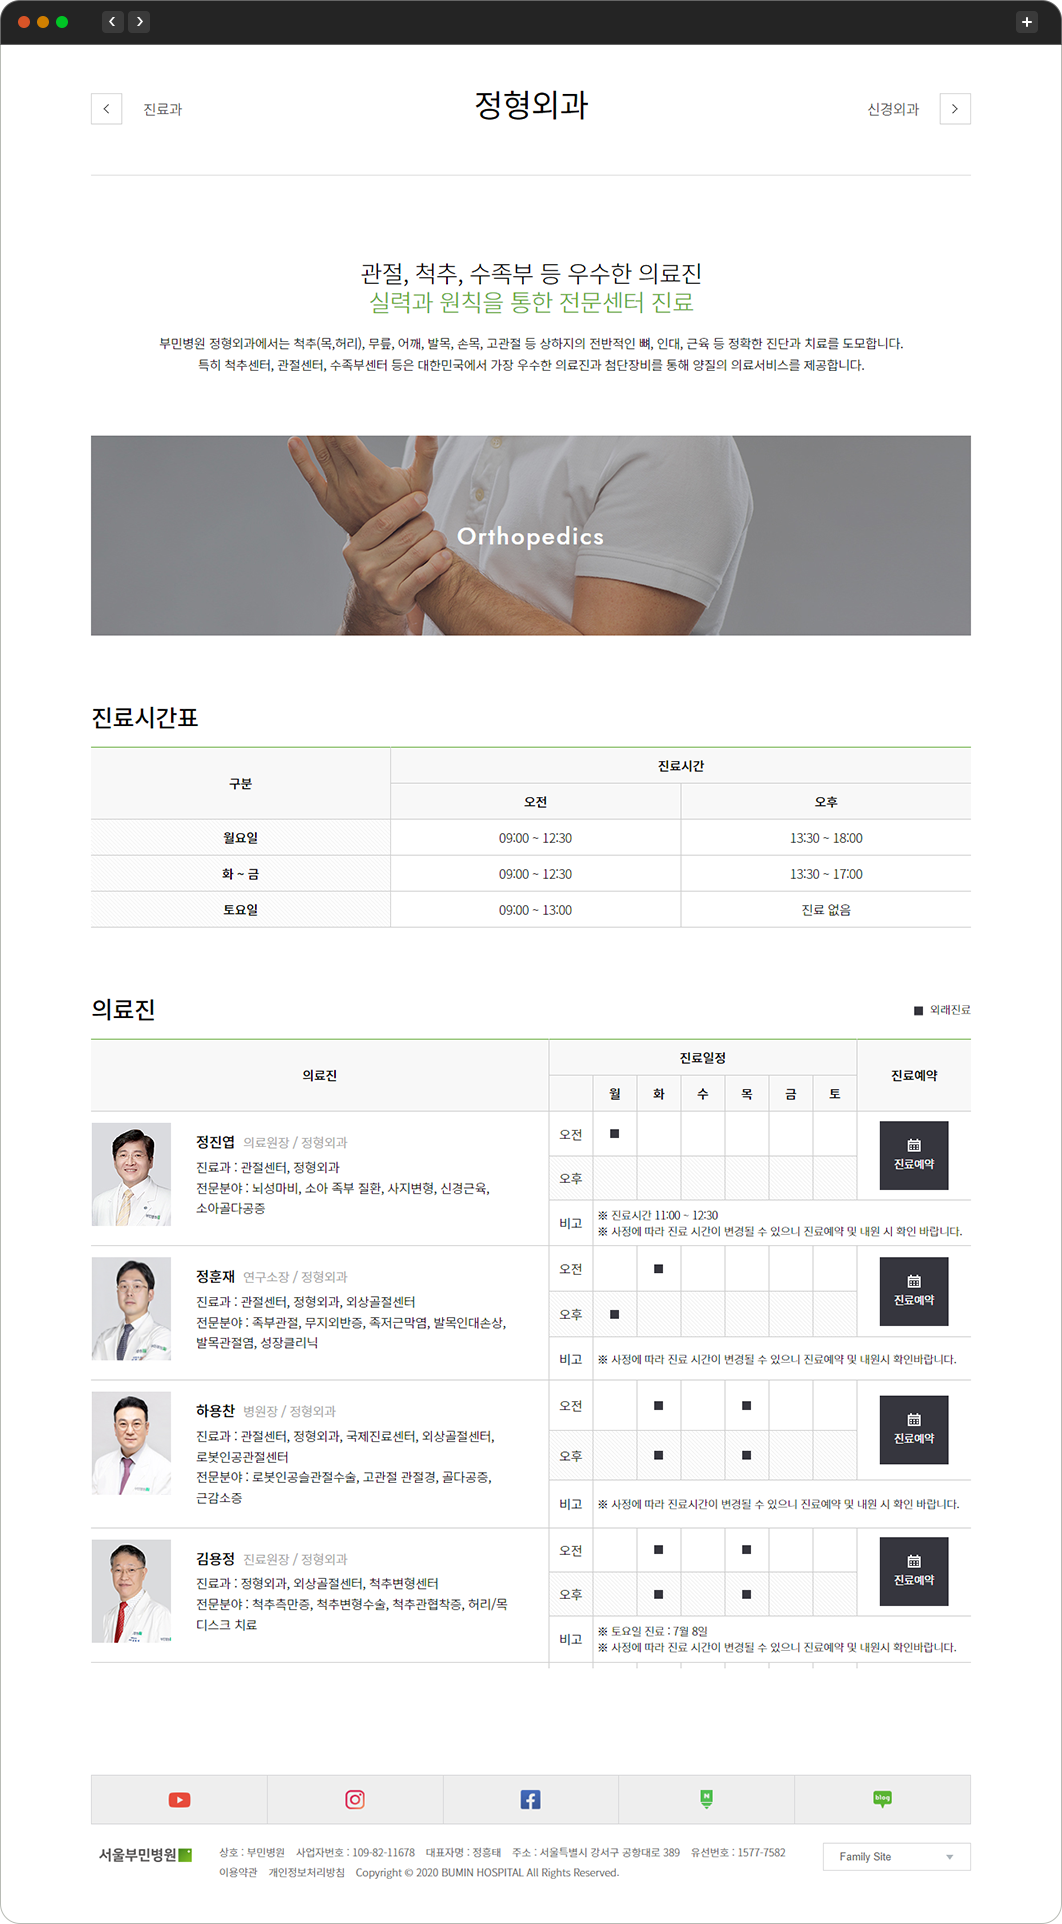 진료과
정형외과
신경외과
관절, 척추, 수족부 등 우수한 의료진
실력과 원칙을 통한 전문센터 진료
부민병원 정형외과에서는 척추(목,허리), 무릎, 어깨, 발목, 손목, 고관절 등 상하지의 전반적인 뼈, 인대, 근육 등 정확한 진단과 치료를 도모합니다.
특히 척추센터, 관절센터, 수족부센터 등은 대한민국에서 가장 우수한 의료진과 첨단장비를 통해 양질의 의료서비스를 제공합니다.
Orthopedics
진료시간표
구분 진료시간
오전 오후
월요일 09:00 ~ 12:30 13:30 ~ 18:00
화 ~ 금 09:00 ~ 12:30 13:30 ~ 17:00
토요일 09:00 ~ 13:00 진료 없음
의료진 ■ 외래진료
의료진 진료일정 진료예약
월 화 수 목 금 토
정진엽 의료원장 / 정형외과
진료과 : 관절센터, 정형외과
전문분야 : 뇌성마비, 소아 족부 질환, 사지변형, 신경근육,
소아골다공증
오전 ■
오후
비고 ※ 진료시간 11:00 ~ 12:30
※ 사정에 따라 진료 시간이 변경될 수 있으니 진료예약 및 내원 시 확인 바랍니다.
진료예약
정훈재 연구소장 / 정형외과
진료과 : 관절센터, 정형외과, 외상골절센터
전문분야 : 족부관절, 무지외반증, 족저근막염, 발목인대손상,
발목관절염, 성장클리닉
오전 ■
오후 ■
비고 ※ 사정에 따라 진료 시간이 변경될 수 있으니 진료예약 및 내원시 확인바랍니다.
진료예약
하용찬 병원장 / 정형외과
진료과 : 관절센터, 정형외과, 국제진료센터, 외상골절센터,
로봇인공관절센터
전문분야 : 로봇인공슬관절수술, 고관절 관절경, 골다공증,
근감소증
오전 ■ ■
오후 ■ ■
비고 ※ 사정에 따라 진료시간이 변경될 수 있으니 진료예약 및 내원 시 확인 바랍니다.
진료예약
김용정 진료원장 / 정형외과
진료과 : 정형외과, 외상골절센터, 척추변형센터
전문분야 : 척추측만증, 척추변형수술, 척추관협착증, 허리/목
디스크 치료
오전 ■ ■
오후 ■ ■
비고 ※ 토요일 진료 : 7월 8일
※ 사정에 따라 진료 시간이 변경될 수 있으니 진료예약 및 내원시 확인바랍니다.
진료예약
N
blog
서울부민병원
상호 : 부민병원 사업자번호 : 109-82-11678 대표자명 : 정흥태 주소 : 서울특별시 강서구 공항대로 389 유선번호 : 1577-7582
이용약관 개인정보처리방침 Copyright © 2020 BUMIN HOSPITAL All Rights Reserved.
Family Site